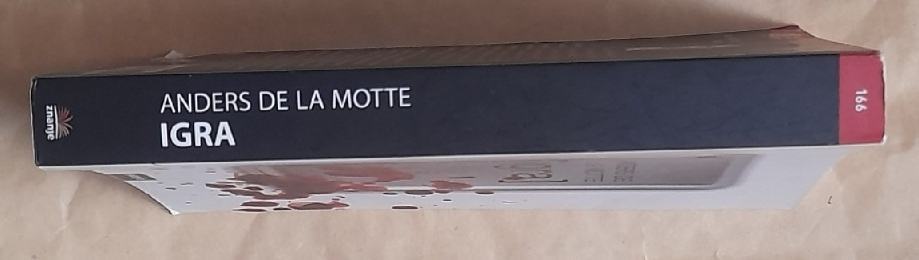 znanje
ANDERS DE LA MOTTE
IGRA
166